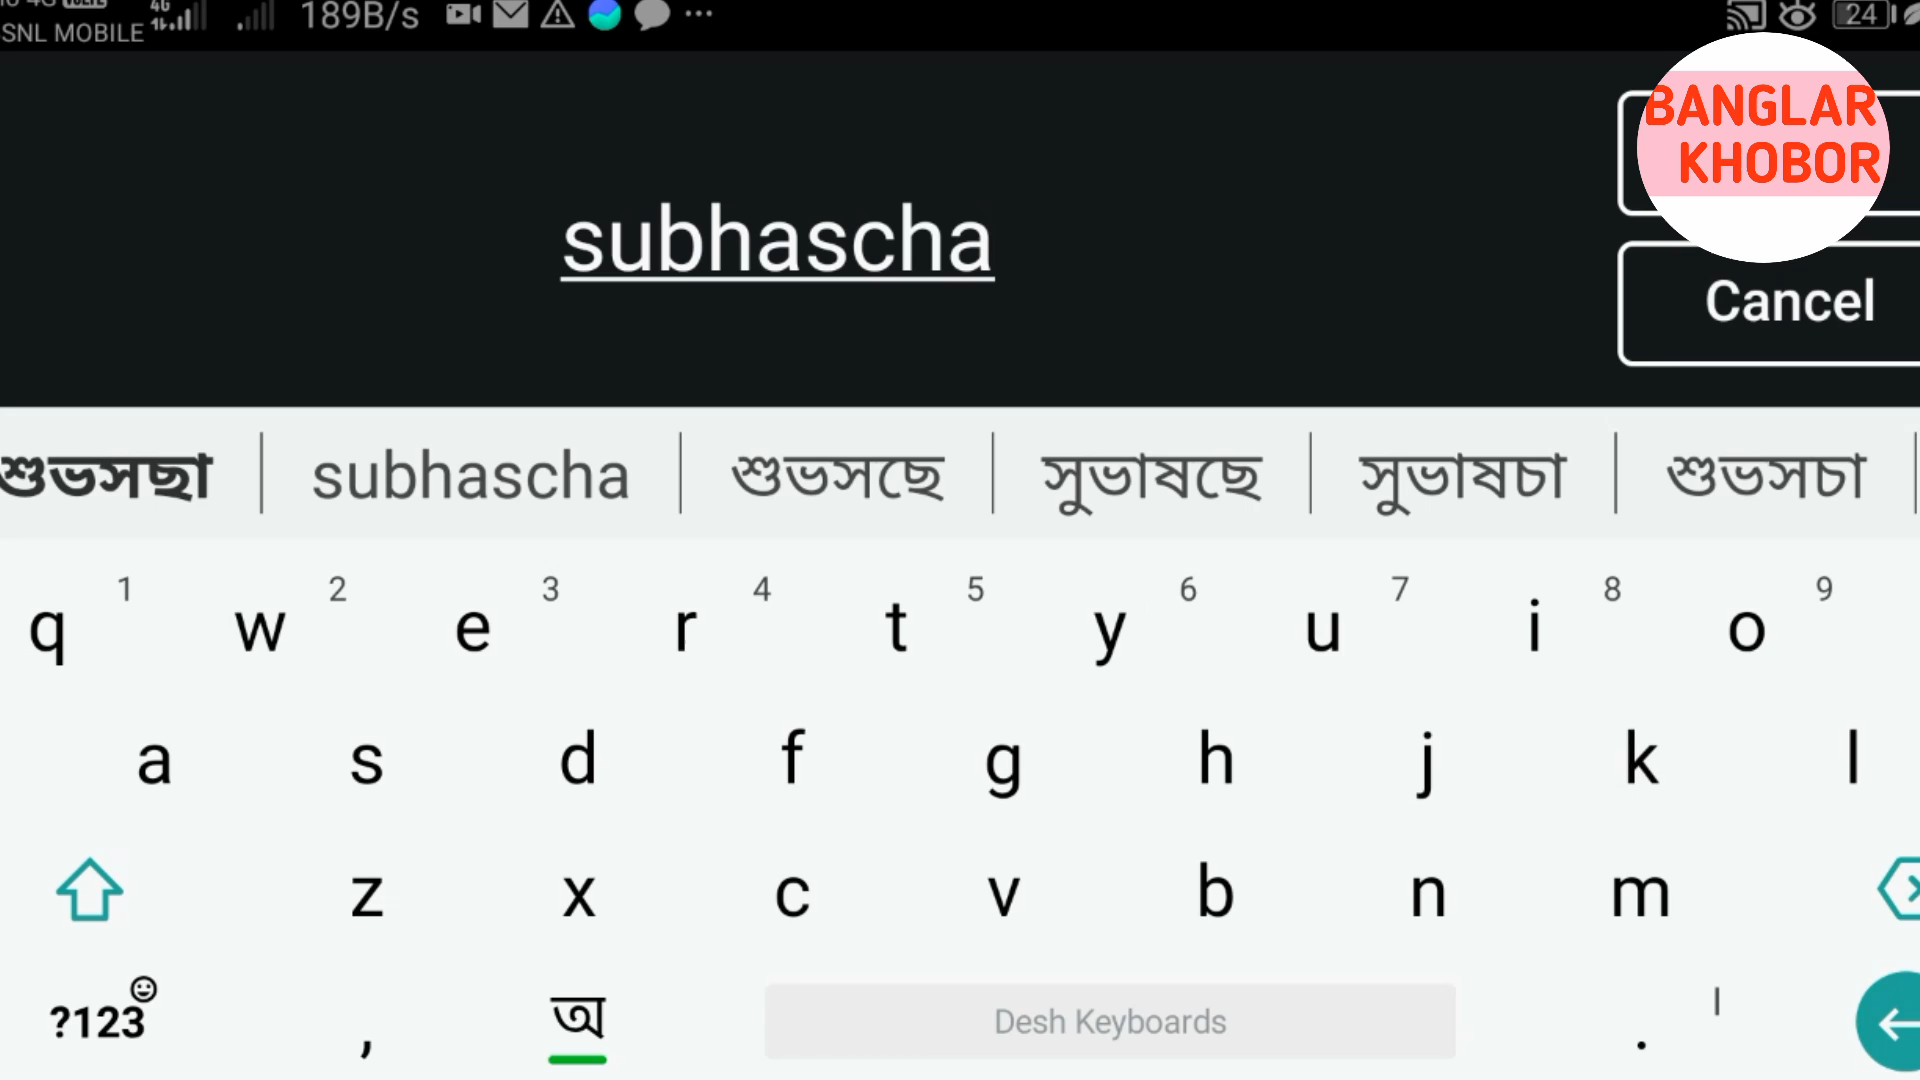 4G
SNL MOBILE
189B/s
24
BANGLAR
KHOBOR
subhascha
Cancel
শুভসছা subhascha শুভসছে সুভাষছে সুভাষচা শুভসচা
1 2 3 4 5 6 7 8 9
q w e r t y u i o
a s d f g h j k l
z x c v b n m
?123 , অ Desh Keyboards . |